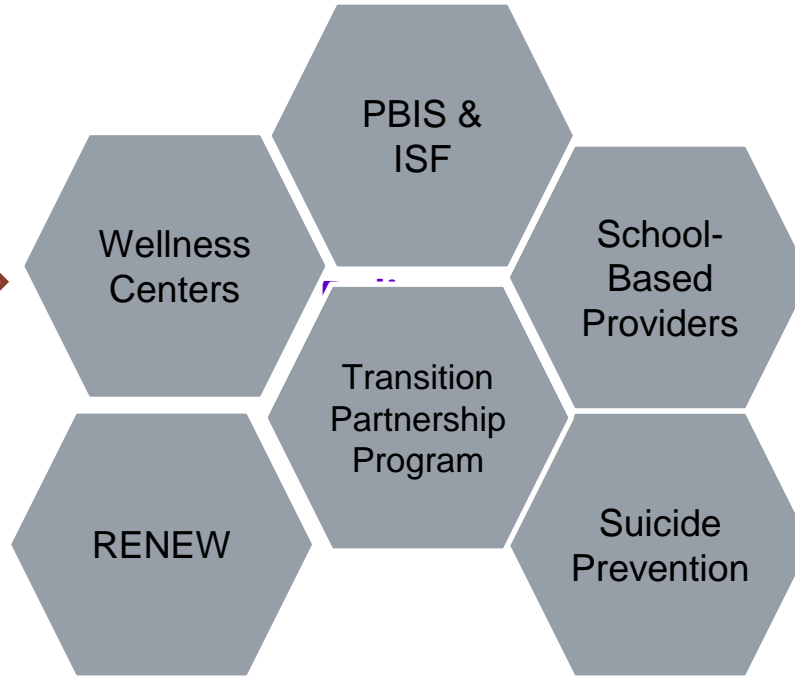 PBIS &
ISF
Wellness
Centers
School-
Based
Providers
Transition
Partnership
Program
RENEW
Suicide
Prevention